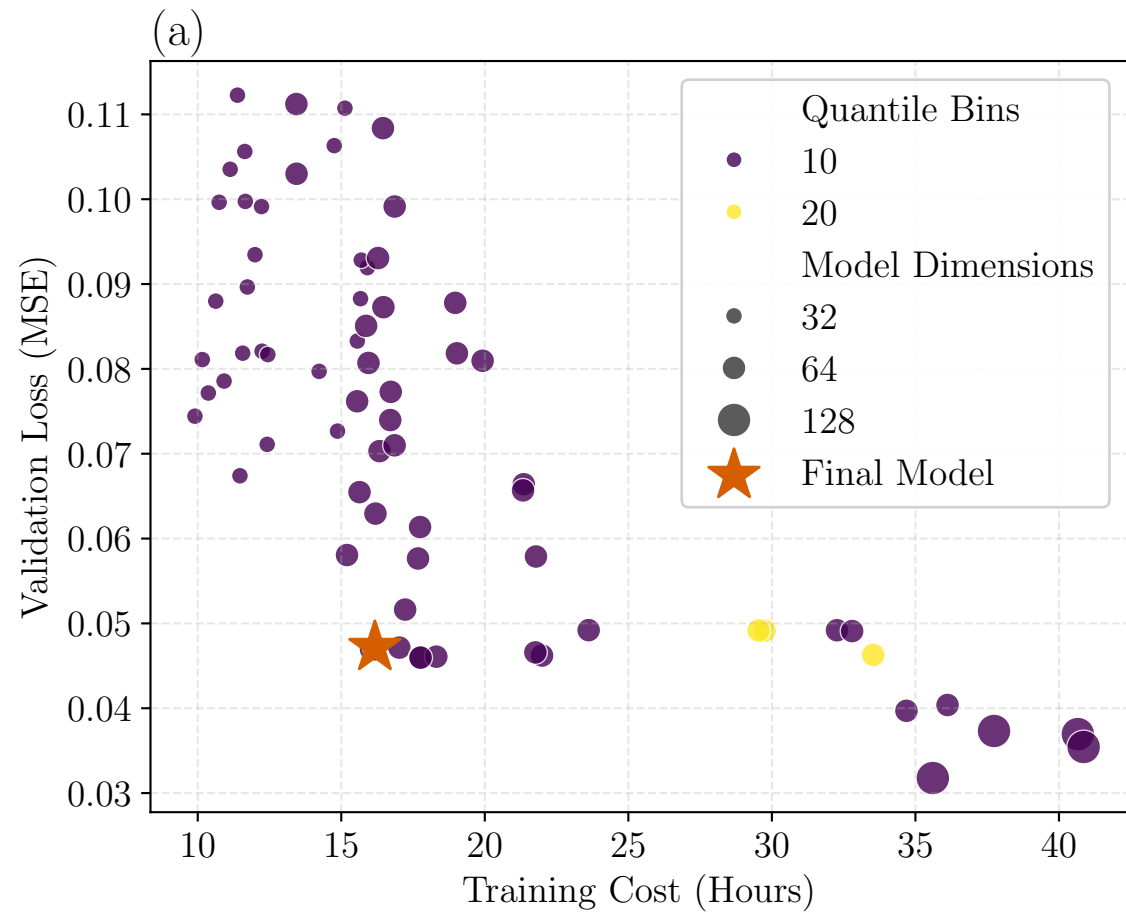 (a)
Validation Loss (MSE)
0.11
0.10
0.09
0.08
0.07
0.06
0.05
0.04
0.03
Quantile Bins
10
20
Model Dimensions
32
64
128
Final Model
10 15 20 25 30 35 40
Training Cost (Hours)